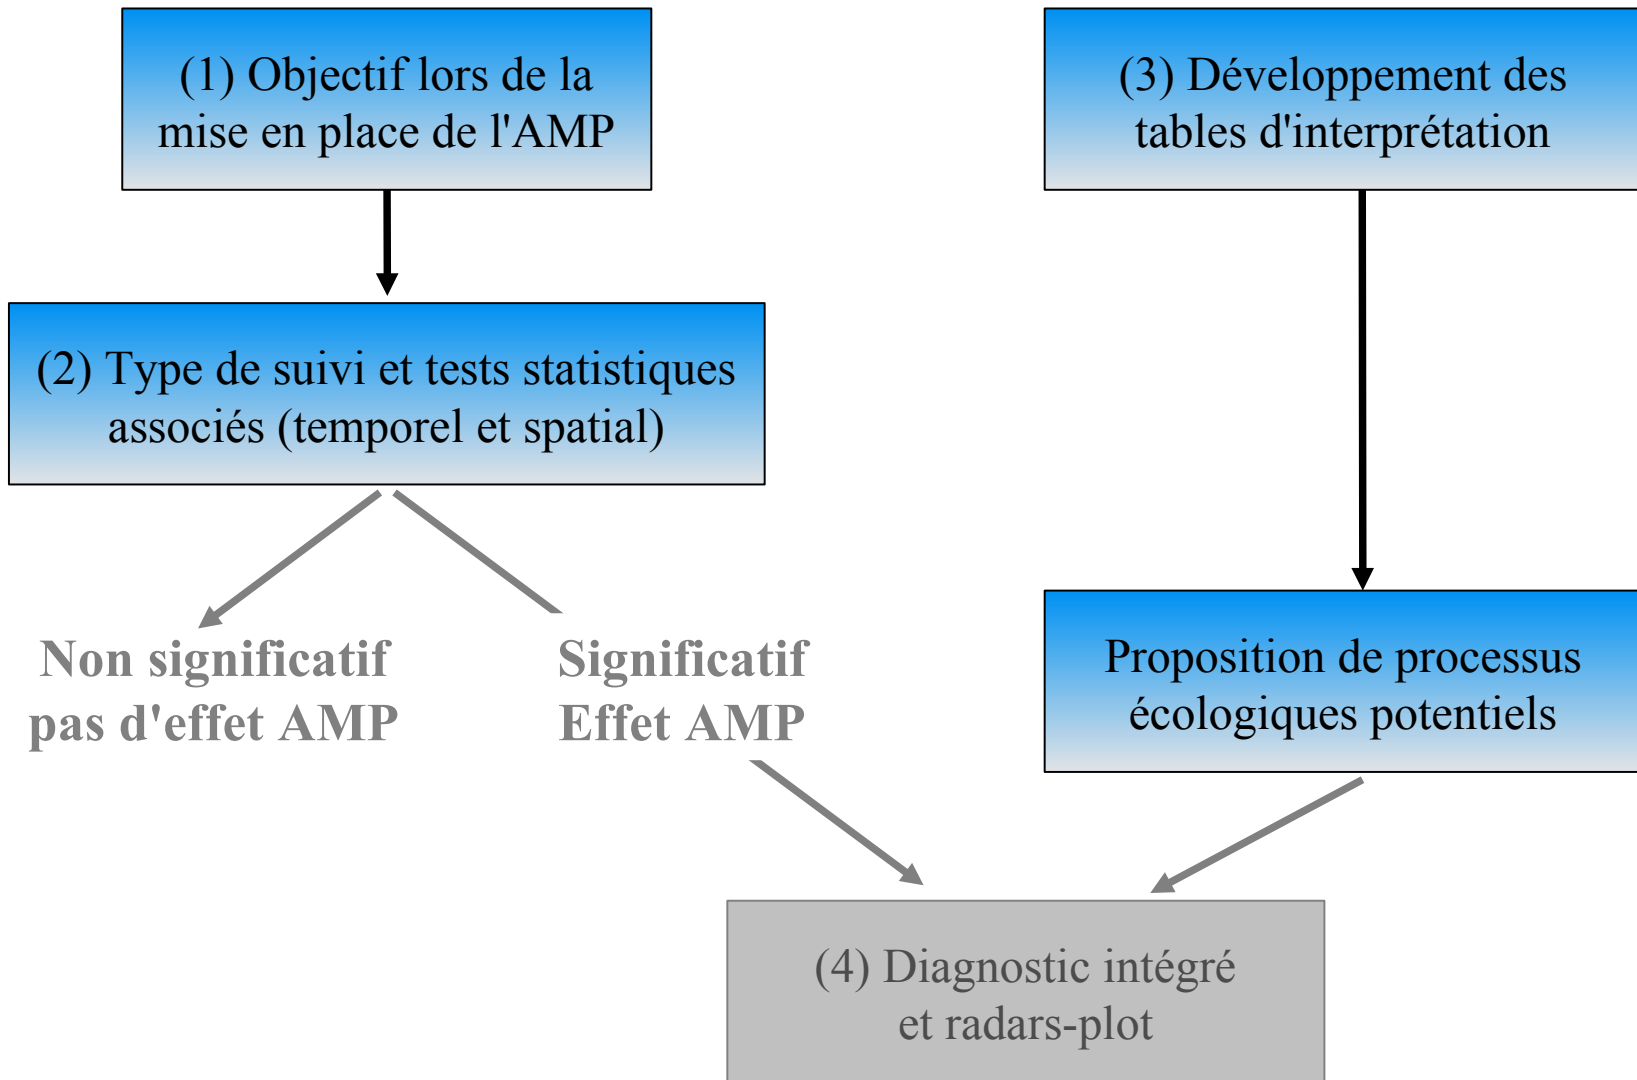 (1) Objectif lors de la
mise en place de l'AMP
(3) Développement des
tables d'interprétation
(2) Type de suivi et tests statistiques
associés (temporel et spatial)
Non significatif
pas d'effet AMP
Significatif
Effet AMP
Proposition de processus
écologiques potentiels
(4) Diagnostic intégré
et radars-plot